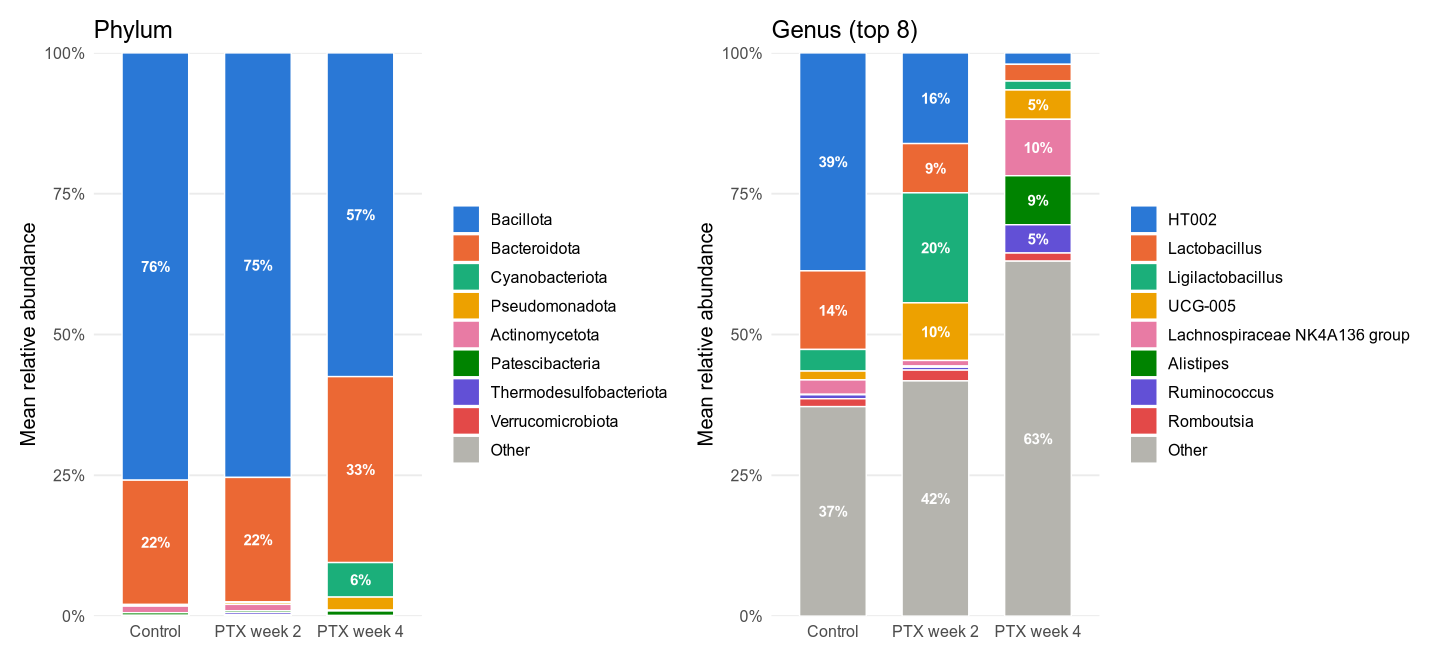 Phylum
Mean relative abundance
100%
75%
50%
25%
0%
76%
22%
75%
22%
57%
33%
6%
Control
PTX week 2
PTX week 4
Bacillota
Bacteroidota
Cyanobacteriota
Pseudomonadota
Actinomycetota
Patescibacteria
Thermodesulfobacteriota
Verrucomicrobiota
Other
Genus (top 8)
Mean relative abundance
100%
75%
50%
25%
0%
39%
14%
37%
16%
9%
20%
10%
42%
5%
10%
9%
5%
63%
Control
PTX week 2
PTX week 4
HT002
Lactobacillus
Ligilactobacillus
UCG-005
Lachnospiraceae NK4A136 group
Alistipes
Ruminococcus
Romboutsia
Other